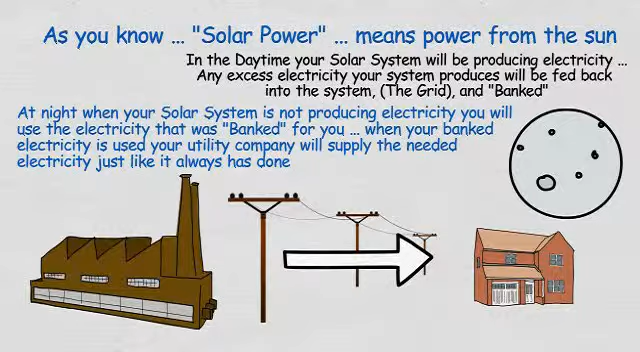 As you know ... "Solar Power" ... means power from the sun
In the Daytime your Solar System will be producing electricity ...
Any excess electricity your system produces will be fed back
into the system, (The Grid), and "Banked"
At night when your Solar System is not producing electricity you will
use the electricity that was "Banked" for you ... when your banked
electricity is used your utility company will supply the needed
electricity just like it always has done